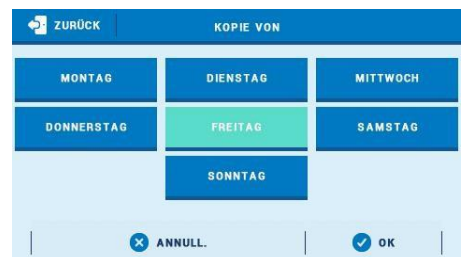 ZURÜCK KOPIE VON
MONTAG DIENSTAG MITTWOCH
DONNERSTAG FREITAG SAMSTAG
SONNTAG
ANNULL. OK